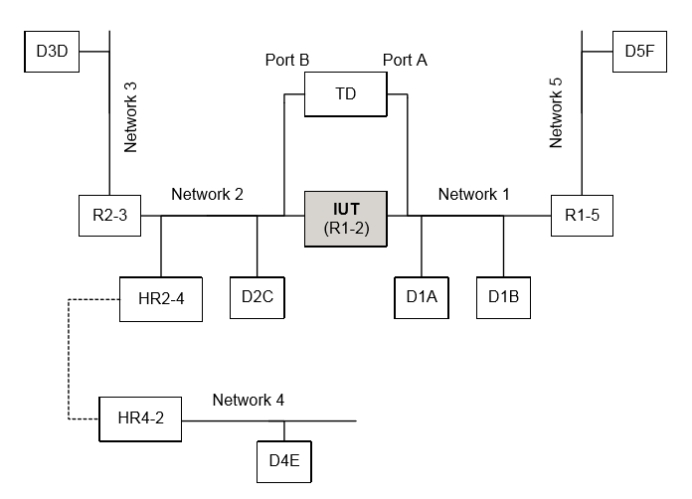 D3D
D5F
Port B
Port A
TD
Network 3
Network 5
Network 2
Network 1
R2-3
IUT
(R1-2)
R1-5
HR2-4
D2C
D1A
D1B
Network 4
HR4-2
D4E